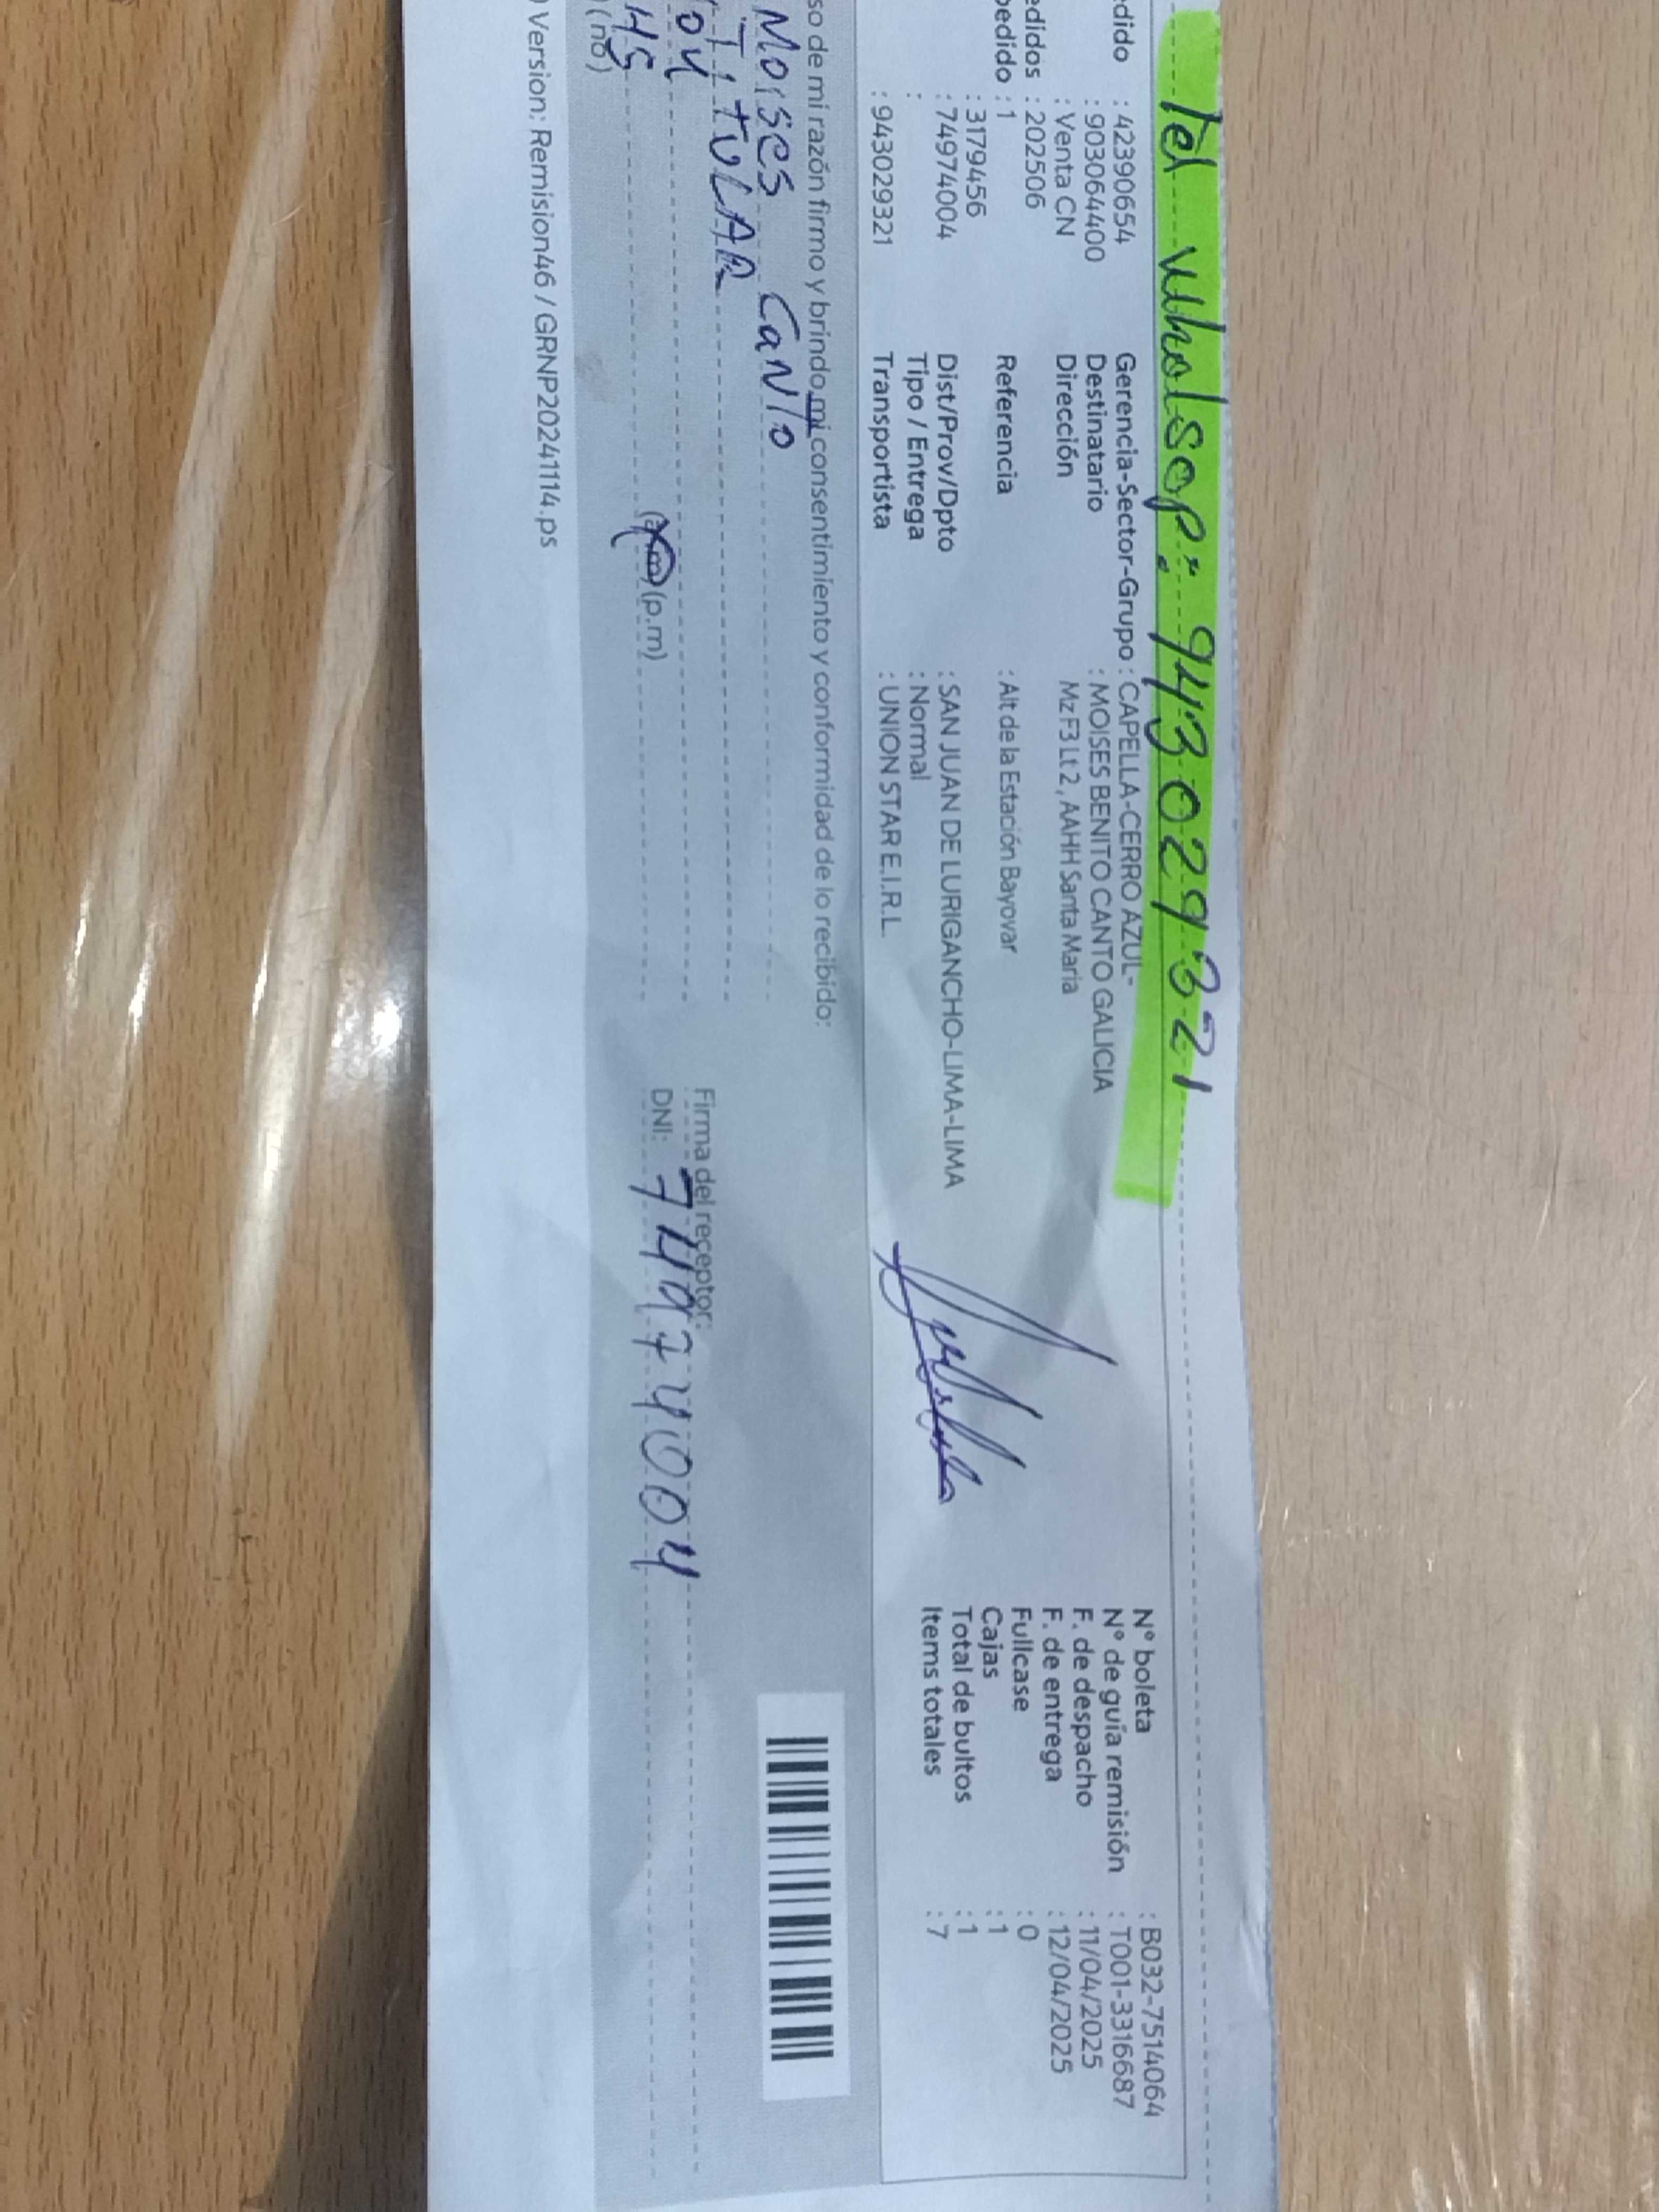 Tel whatsap: 943029321
edido : 42390654 Gerencia-Sector-Grupo : CAPELLA-CERRO AZUL- N° boleta : B032-7514064
: 903064400 Destinatario : MOISES BENITO CANTO GALICIA N° de guía remisión : T001-3316687
: Venta CN Dirección Mz F3 Lt 2 , AAHH Santa Maria F. de despacho : 11/04/2025
edidos : 202506 F. de entrega : 12/04/2025
pedido : 1 Referencia : Alt de la Estación Bayovar Fullcase : 0
: 3179456 Cajas : 1
: 74974004 Dist/Prov/Dpto : SAN JUAN DE LURIGANCHO-LIMA-LIMA Total de bultos : 1
: Tipo / Entrega : Normal Items totales : 7
: 943029321 Transportista : UNION STAR E.I.R.L.
so de mi razón firmo y brindo mi consentimiento y conformidad de lo recibido:
Moises Canto
TItuLAR
04 Firma del receptor:
HS (a.m) (p.m) DNI: 74974004
(no)
) Version: Remision46 / GRNP20241114.ps